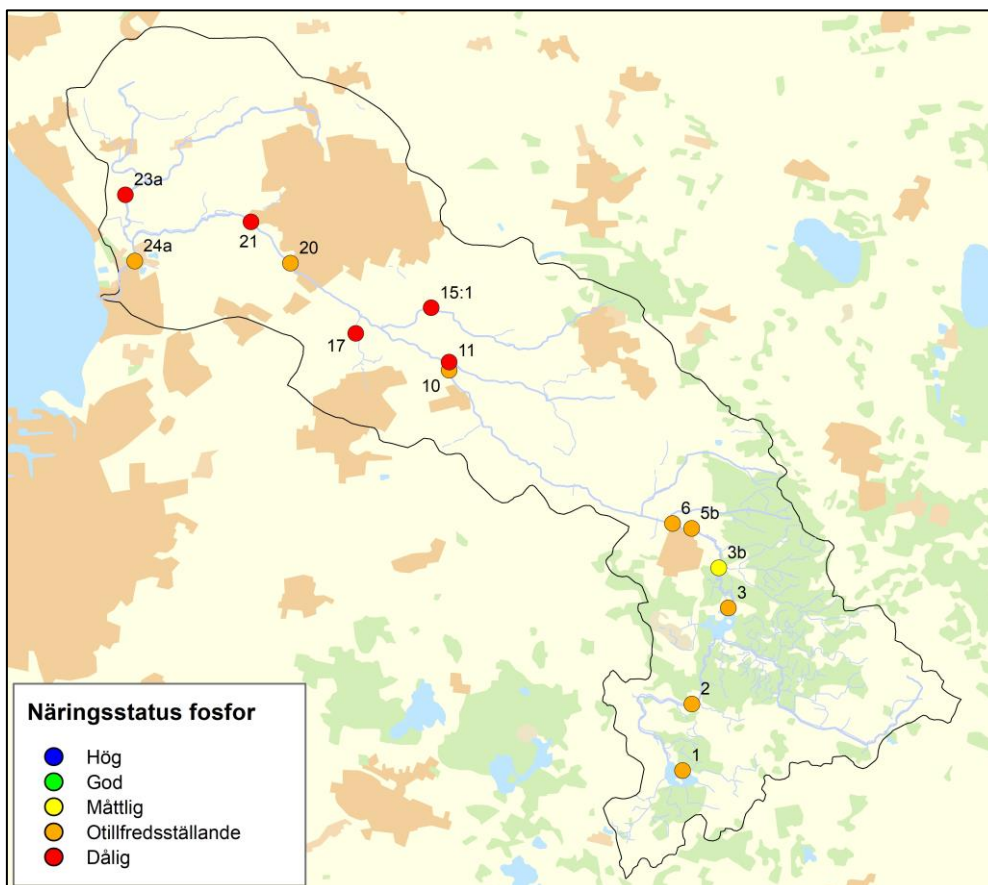 23a
21
24a
20
15:1
17
11
10
6
5b
3b
3
2
1
Näringsstatus fosfor
Hög
God
Måttlig
Otillfredsställande
Dålig